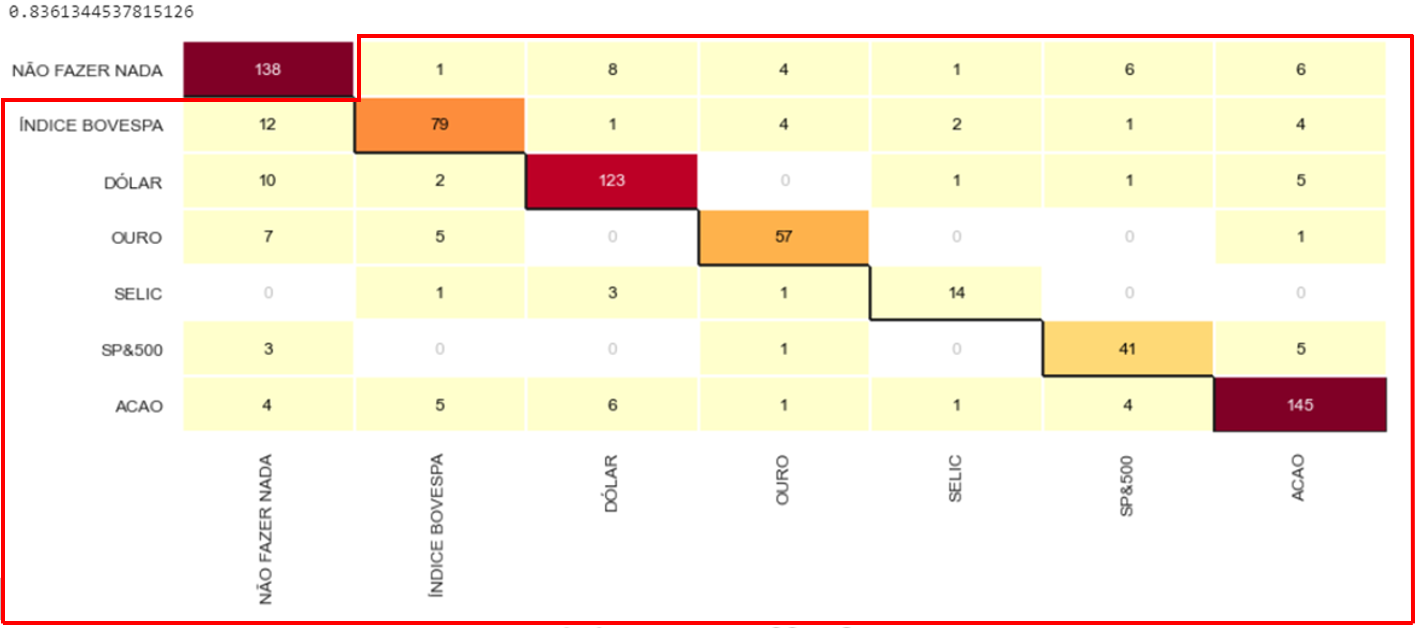 0.8361344537815126
NÃO FAZER NADA 138 1 8 4 1 6 6
ÍNDICE BOVESPA 12 79 1 4 2 1 4
DÓLAR 10 2 123 0 1 1 5
OURO 7 5 0 57 0 0 1
SELIC 0 1 3 1 14 0 0
SP&500 3 0 0 1 0 41 5
ACAO 4 5 6 1 1 4 145
NÃO FAZER NADA
ÍNDICE BOVESPA
DÓLAR
OURO
SELIC
SP&500
ACAO